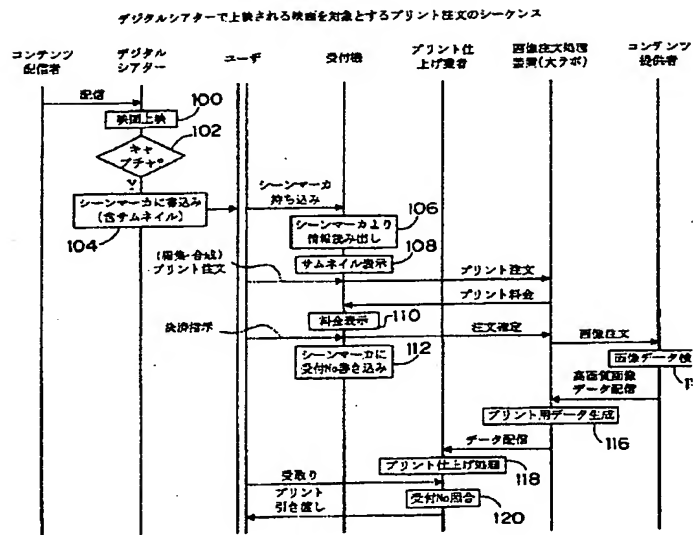 デジタルシアターで上映される映画を対象とするプリント注文のシーケンス
コンテンツ
配信者
デジタル
シアター
ユーザ
受付機
プリント仕
上げ業者
画像注文処理
装置(大ラボ)
コンテンツ
提供者
配信
映画上映
100
102
キャ
プチャ?
Y
シーンマーカに書込み
(含サムネイル)
104
シーンマーカ
持ち込み
シーンマーカより
情報読み出し
106
サムネイル表示
108
(編集・合成)
プリント注文
プリント注文
プリント料金
料金表示
110
決済指示
注文確定
画像注文
シーンマーカに
受付No書き込み
112
画像データ検
高画質画像
データ配信
プリント用データ生成
116
データ配信
プリント仕上げ処理
118
受取り
プリント
引き渡し
受付No照合
120